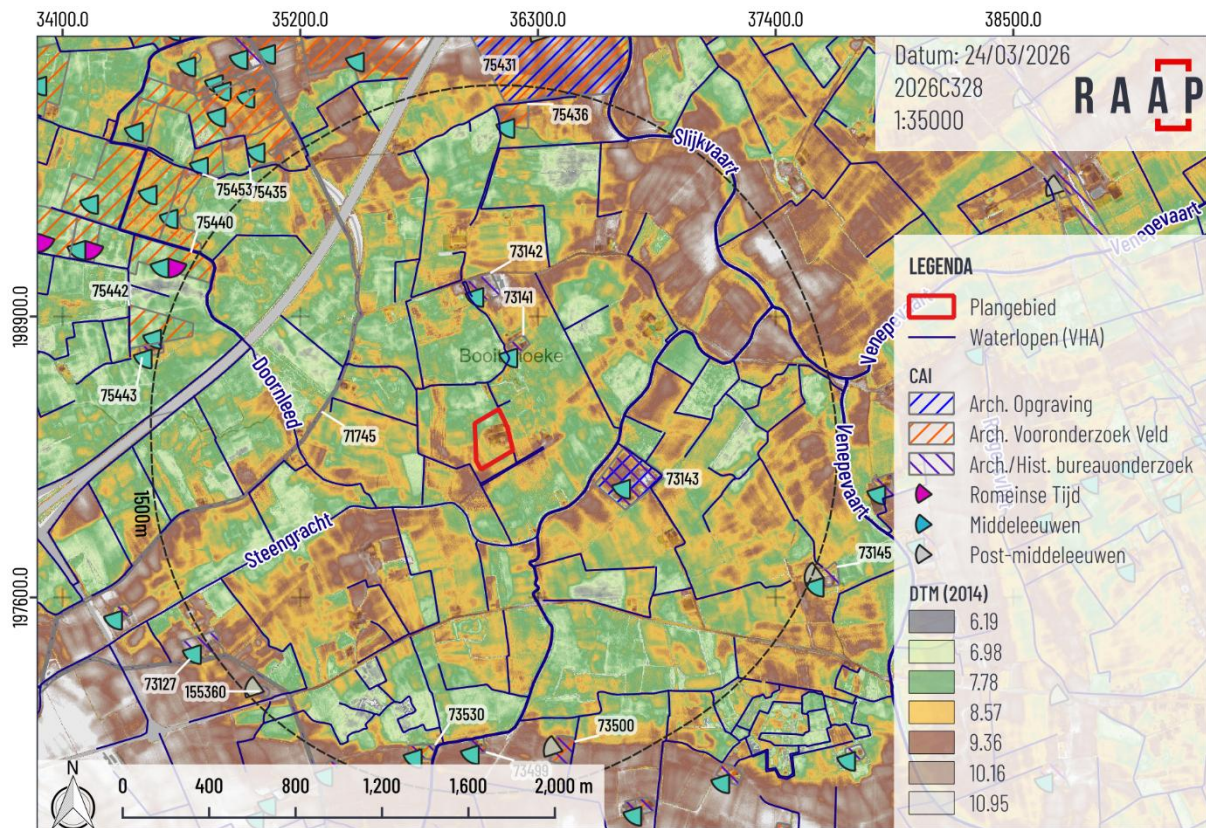 34100.0 35200.0 36300.0 37400.0 38500.0
Datum: 24/03/2026
2026C328
1:35000
RAAP
75431
75436
Slijkvaart
75453
75435
75440
Venepevaart
73142
75442
73141
198900.0
Booitshoeke
75443
Doornleed
71745
Venepevaart
73143
1500m
Steengracht
73145
197600.0
73127
155360
73530
73500
73499
N
0 400 800 1,200 1,600 2,000 m
LEGENDA
Plangebied
Waterlopen (VHA)
CAI
Arch. Opgraving
Arch. Vooronderzoek Veld
Arch./Hist. bureauonderzoek
Romeinse Tijd
Middeleeuwen
Post-middeleeuwen
DTM (2014)
6.19
6.98
7.78
8.57
9.36
10.16
10.95